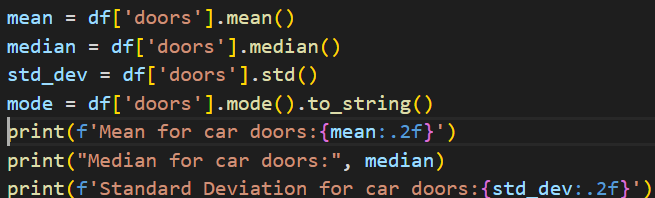 mean = df['doors'].mean()
median = df['doors'].median()
std_dev = df['doors'].std()
mode = df['doors'].mode().to_string()
print(f'Mean for car doors:{mean:.2f}')
print("Median for car doors:", median)
print(f'Standard Deviation for car doors:{std_dev:.2f}')